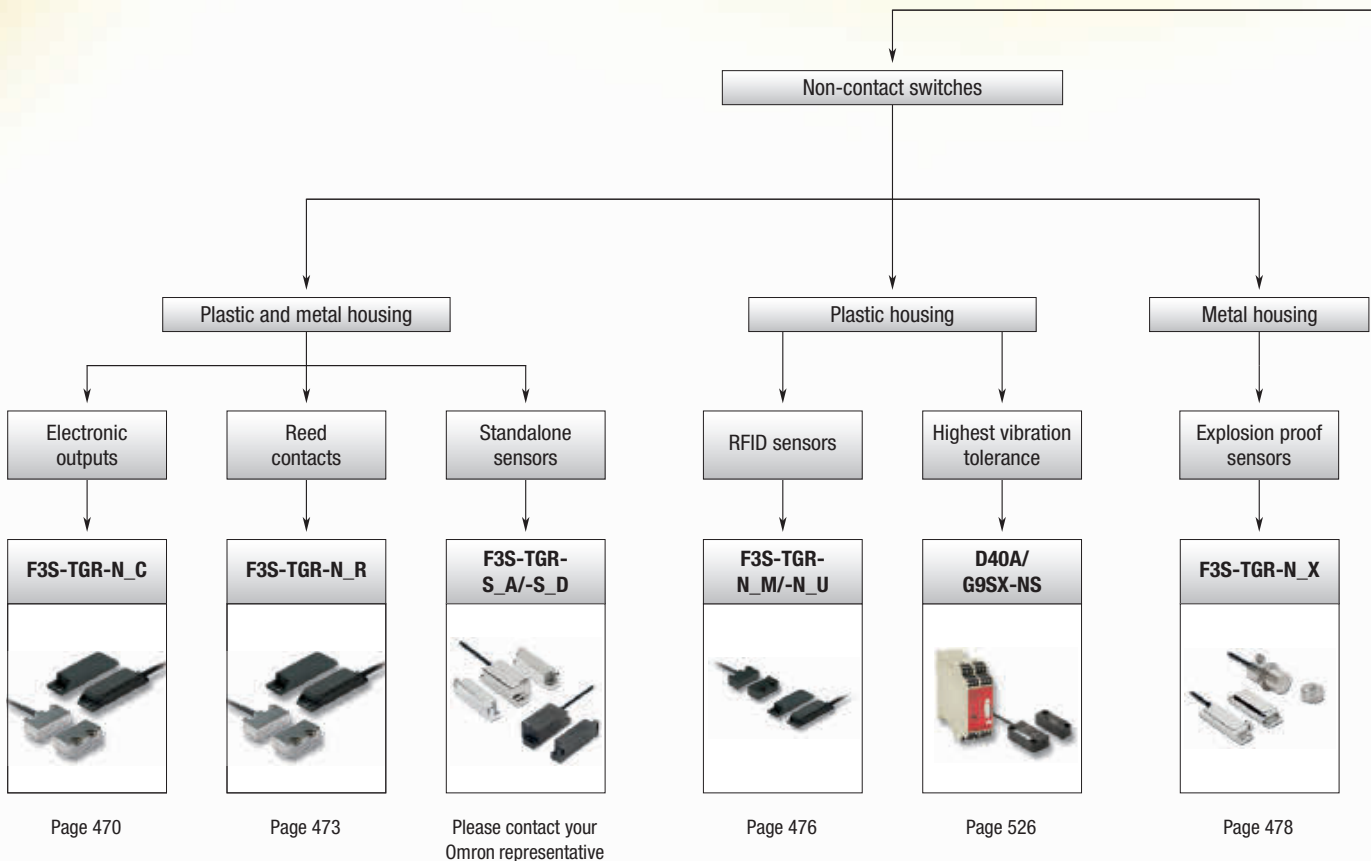 Non-contact switches
Plastic and metal housing
Plastic housing
Metal housing
Electronic
outputs
Reed
contacts
Standalone
sensors
RFID sensors
Highest vibration
tolerance
Explosion proof
sensors
F3S-TGR-N_C
F3S-TGR-N_R
F3S-TGR-
S_A/-S_D
F3S-TGR-
N_M/-N_U
D40A/
G9SX-NS
F3S-TGR-N_X
Page 470
Page 473
Please contact your
Omron representative
Page 476
Page 526
Page 478